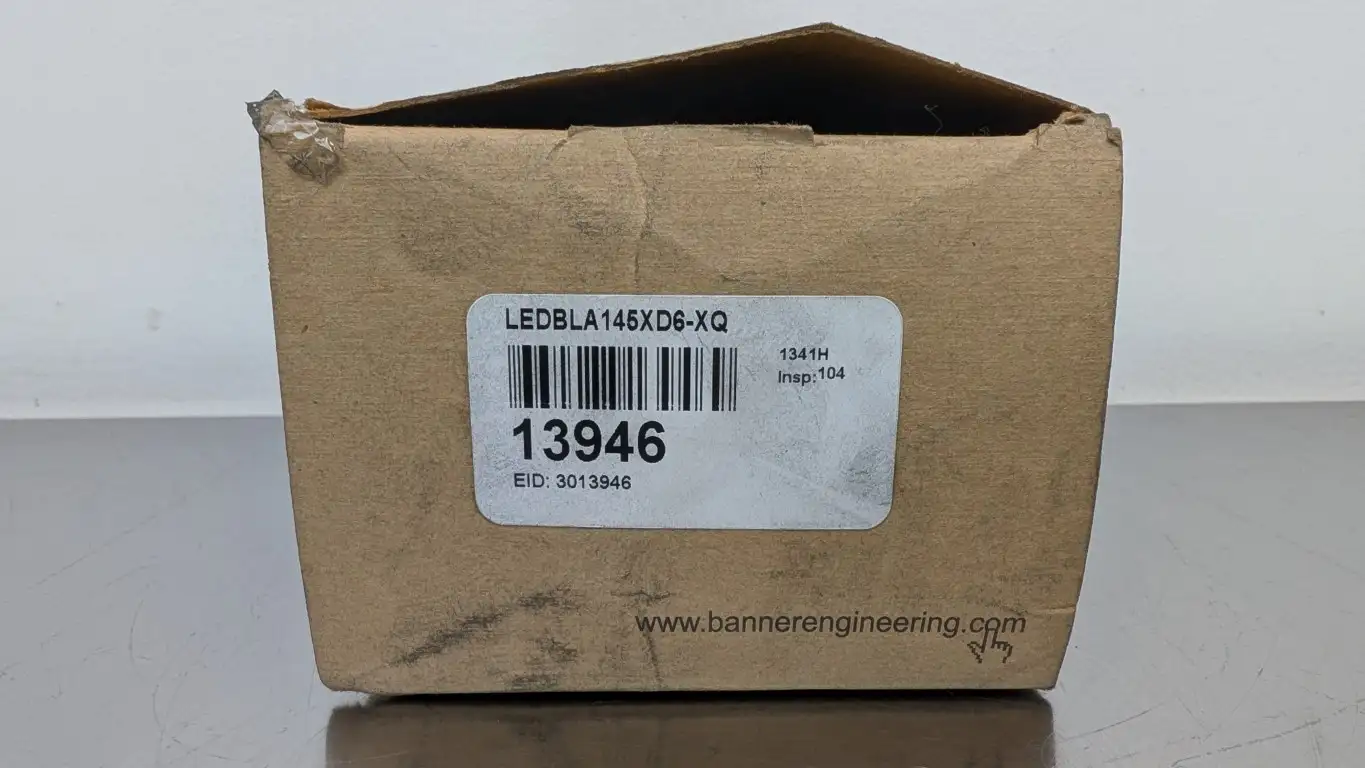 LEDBLA145XD6-XQ
1341H
Insp:104
13946
EID: 3013946
www.bannerengineering.com